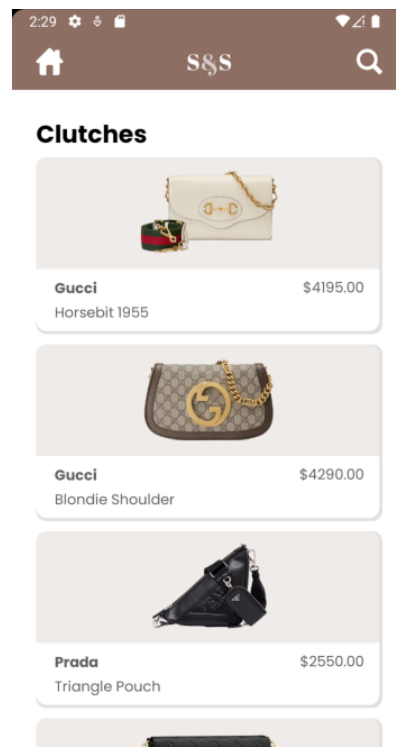 2:29
S&S
Clutches
Gucci
$4195.00
Horsebit 1955
Gucci
$4290.00
Blondie Shoulder
Prada
$2550.00
Triangle Pouch